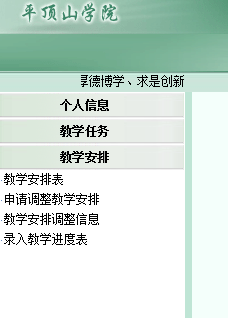 平顶山学院
厚德博学、求是创新
个人信息
教学任务
教学安排
教学安排表
申请调整教学安排
教学安排调整信息
录入教学进度表